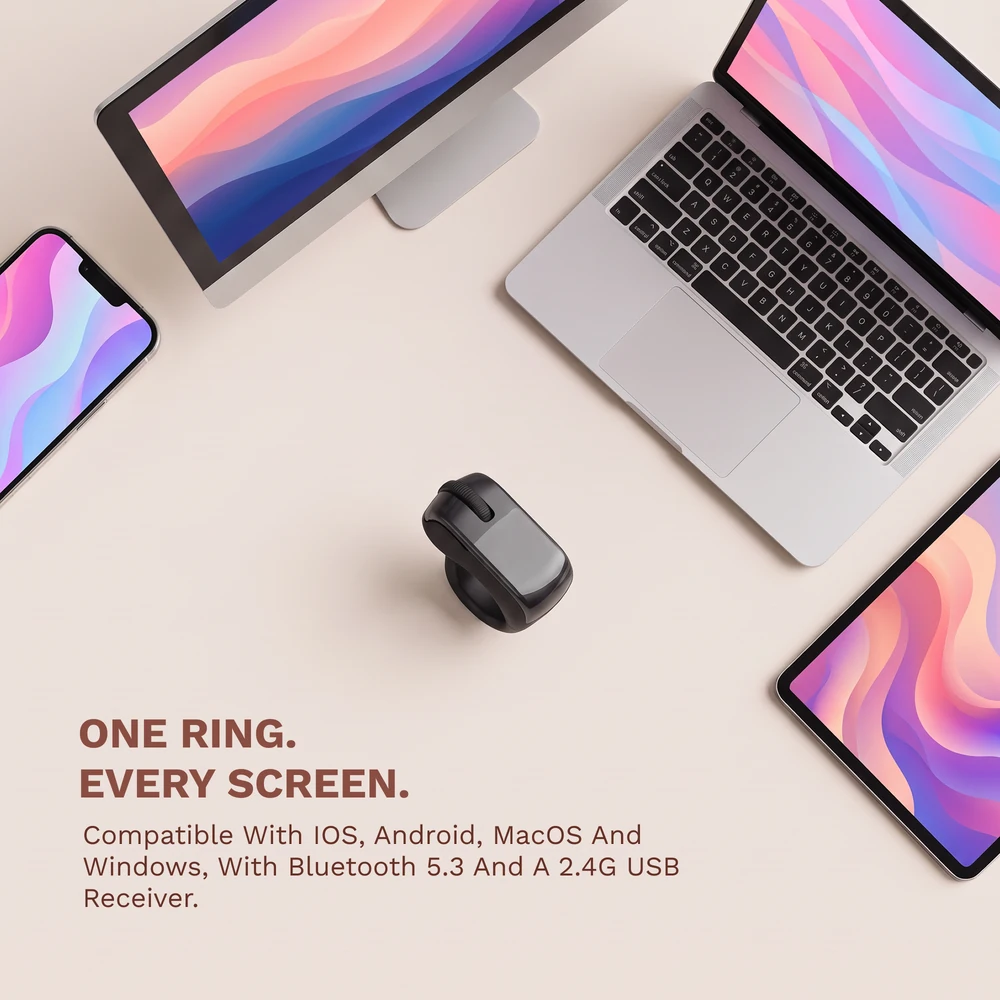 ONE RING.
EVERY SCREEN.
Compatible With IOS, Android, MacOS And
Windows, With Bluetooth 5.3 And A 2.4G USB
Receiver.